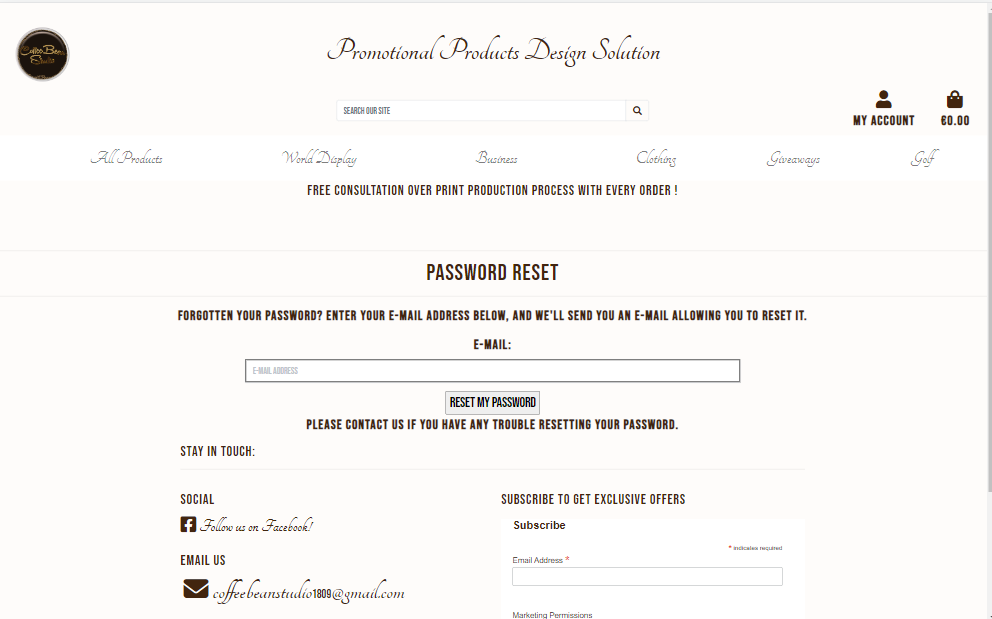 Coffee Bean
Studio
Promotional Products Design Solution
SEARCH OUR SITE
MY ACCOUNT
€0.00
All Products
World Display
Business
Clothing
Giveaways
Golf
FREE CONSULTATION OVER PRINT PRODUCTION PROCESS WITH EVERY ORDER !
PASSWORD RESET
FORGOTTEN YOUR PASSWORD? ENTER YOUR E-MAIL ADDRESS BELOW, AND WE'LL SEND YOU AN E-MAIL ALLOWING YOU TO RESET IT.
E-MAIL:
E-MAIL ADDRESS
RESET MY PASSWORD
PLEASE CONTACT US IF YOU HAVE ANY TROUBLE RESETTING YOUR PASSWORD.
STAY IN TOUCH:
SOCIAL
Follow us on Facebook!
EMAIL US
coffeebeanstudio1809@gmail.com
SUBSCRIBE TO GET EXCLUSIVE OFFERS
Subscribe
* indicates required
Email Address *
Marketing Permissions